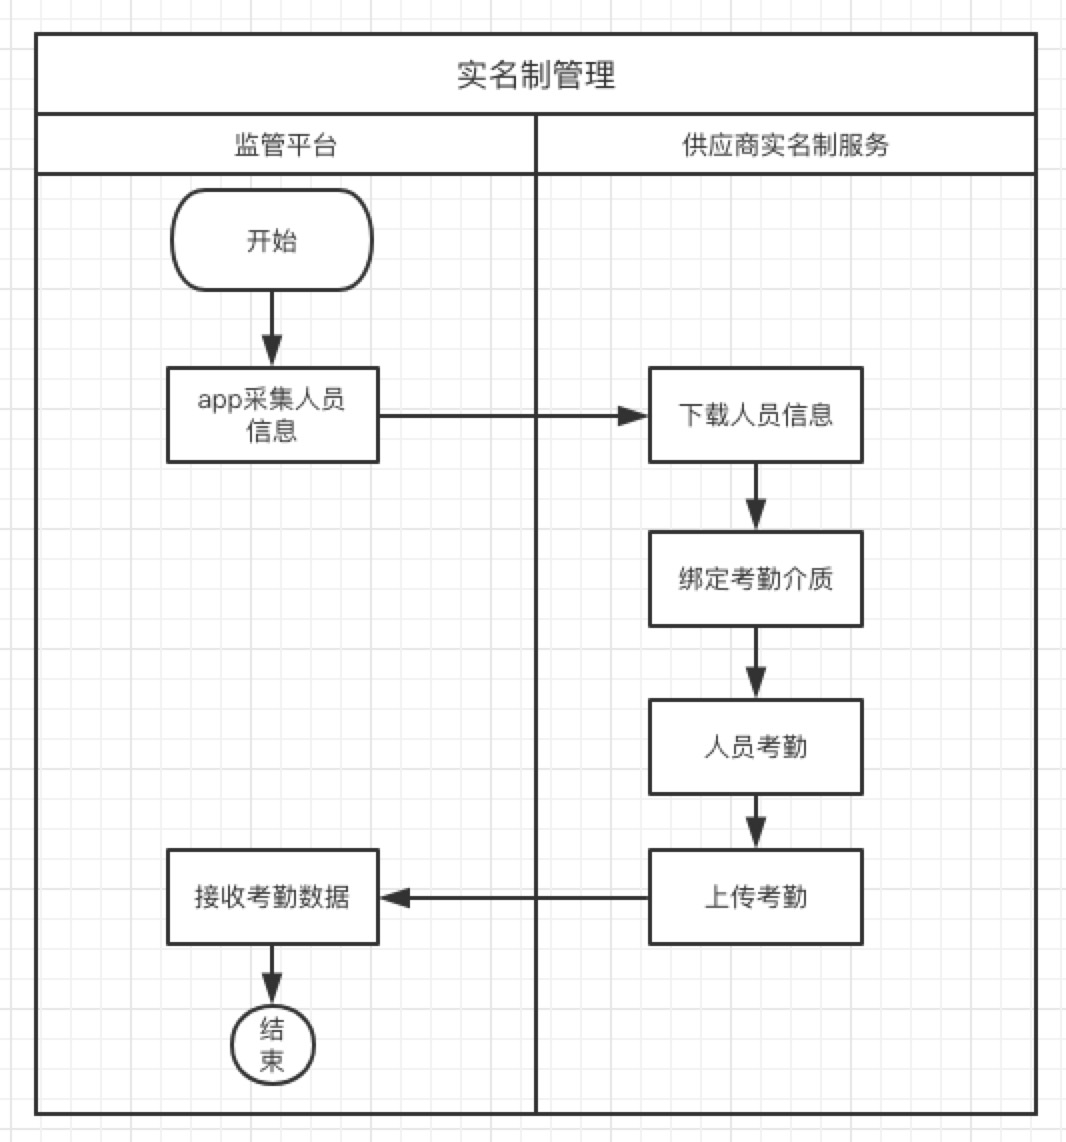 实名制管理
监管平台
供应商实名制服务
开始
app采集人员
信息
下载人员信息
绑定考勤介质
人员考勤
接收考勤数据
上传考勤
结
束